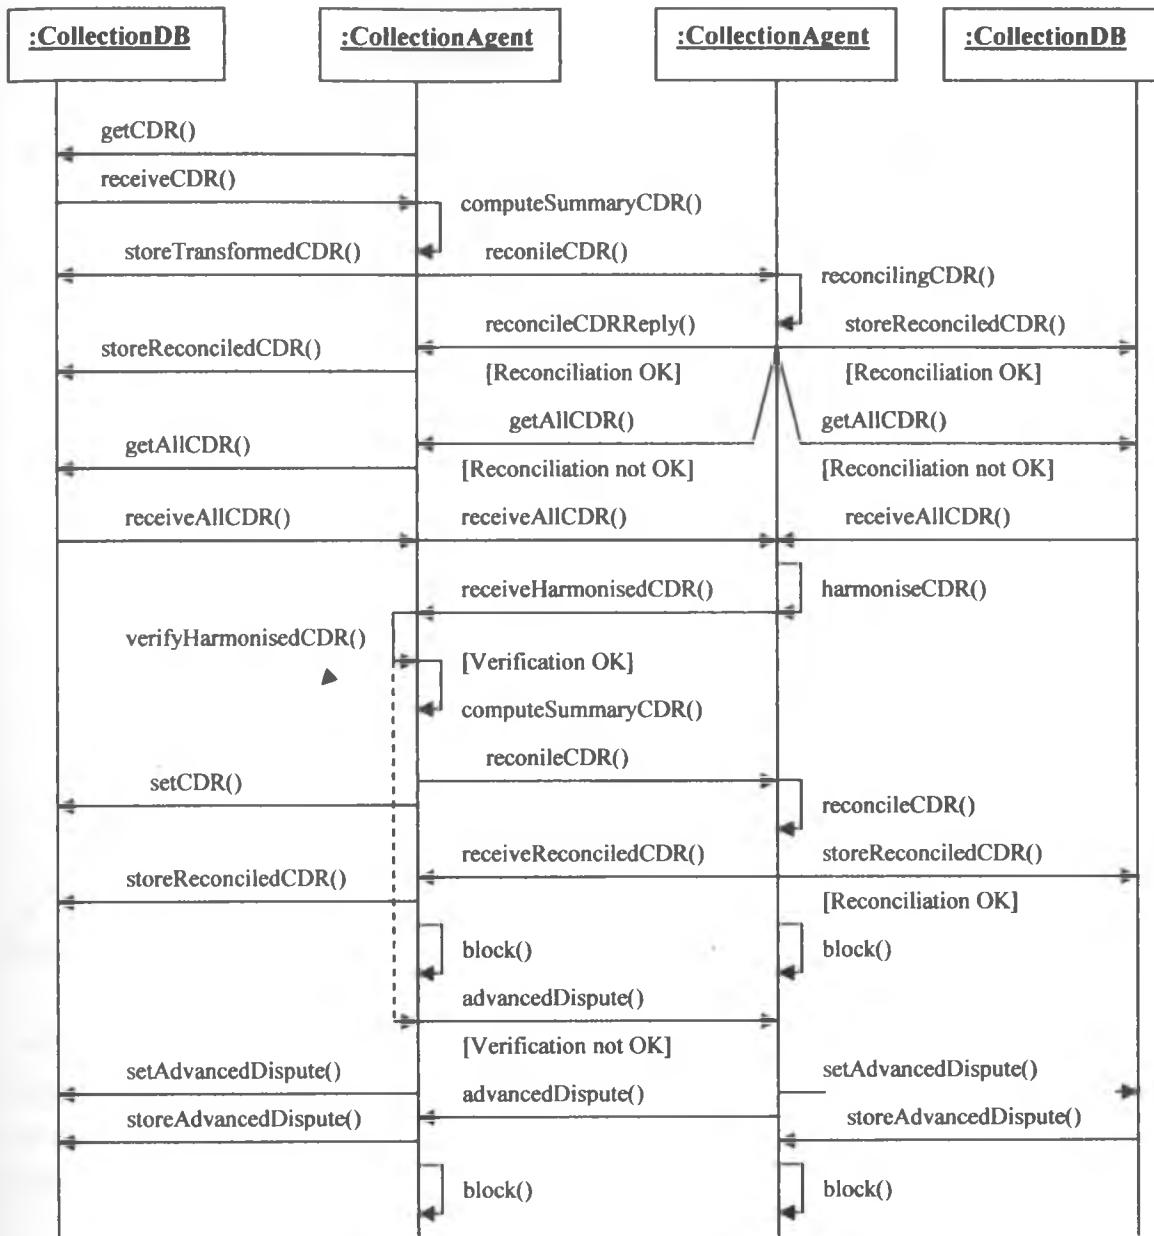 :CollectionDB
:CollectionAgent
:CollectionAgent
:CollectionDB
getCDR()
receiveCDR()
computeSummaryCDR()
storeTransformedCDR()
reconileCDR()
reconcilingCDR()
reconcileCDRReply()
storeReconciledCDR()
storeReconciledCDR()
[Reconciliation OK]
[Reconciliation OK]
getAllCDR()
getAllCDR()
getAllCDR()
[Reconciliation not OK]
[Reconciliation not OK]
receiveAllCDR()
receiveAllCDR()
receiveAllCDR()
receiveHarmonisedCDR()
harmoniseCDR()
verifyHarmonisedCDR()
[Verification OK]
computeSummaryCDR()
reconileCDR()
setCDR()
reconcileCDR()
receiveReconciledCDR()
storeReconciledCDR()
storeReconciledCDR()
[Reconciliation OK]
block()
block()
advancedDispute()
[Verification not OK]
setAdvancedDispute()
setAdvancedDispute()
advancedDispute()
storeAdvancedDispute()
storeAdvancedDispute()
block()
block()